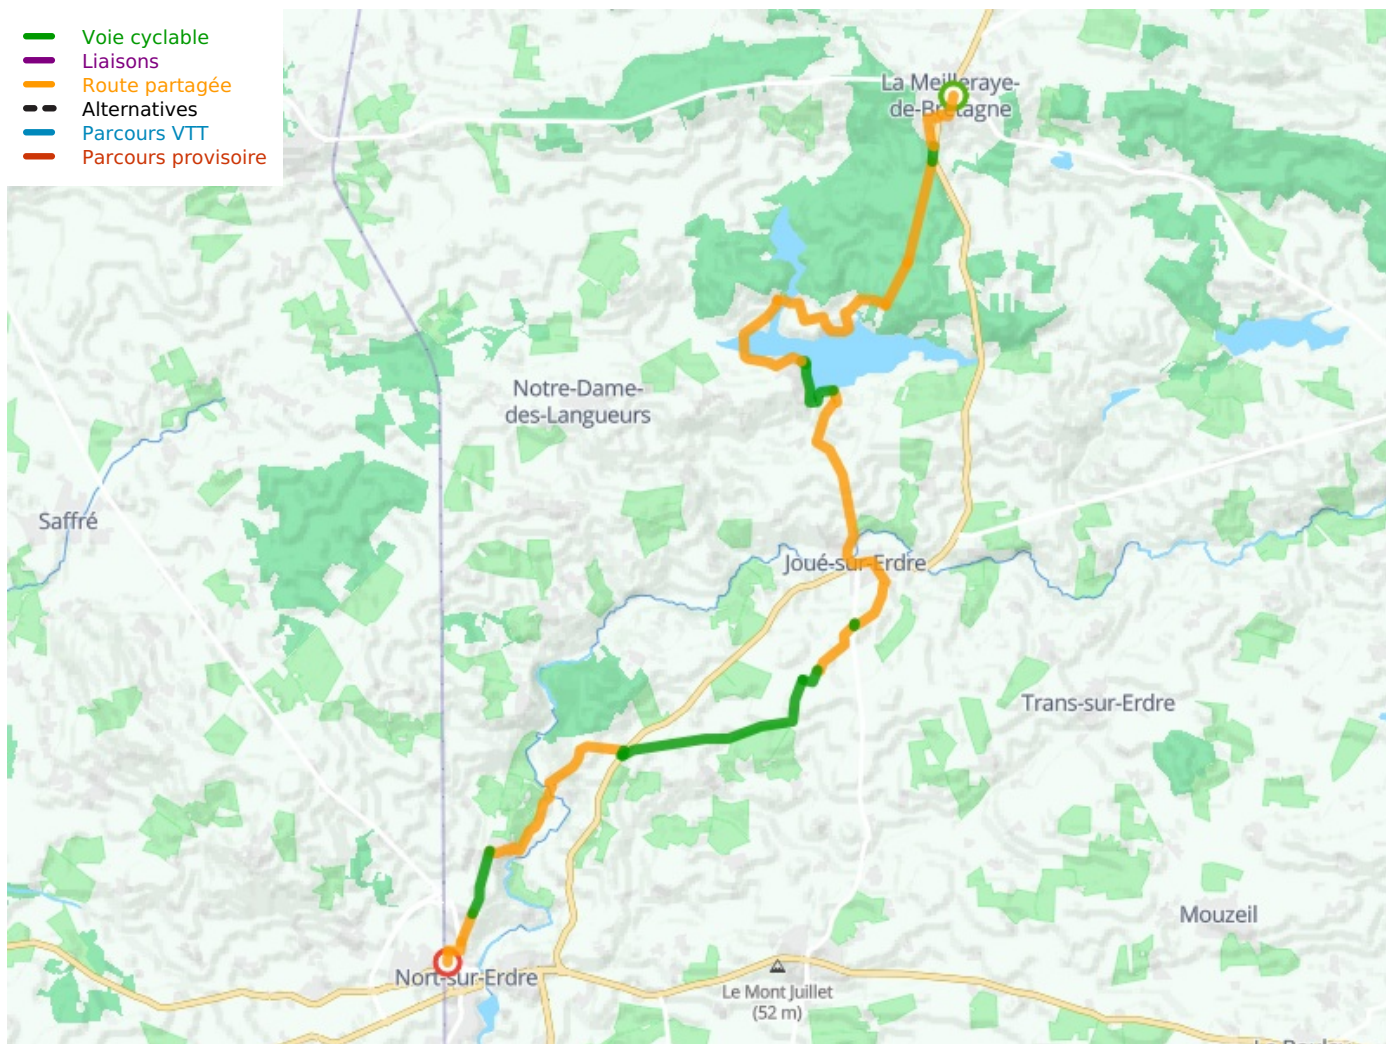 Voie cyclable
Liaisons
Route partagée
Alternatives
Parcours VTT
Parcours provisoire
La Meilleraye-
de-Bretagne
Notre-Dame-
des-Langueurs
Saffré
Joué-sur-Erdre
Trans-sur-Erdre
Mouzeil
Nort-sur-Erdre
Le Mont Juillet
(52 m)